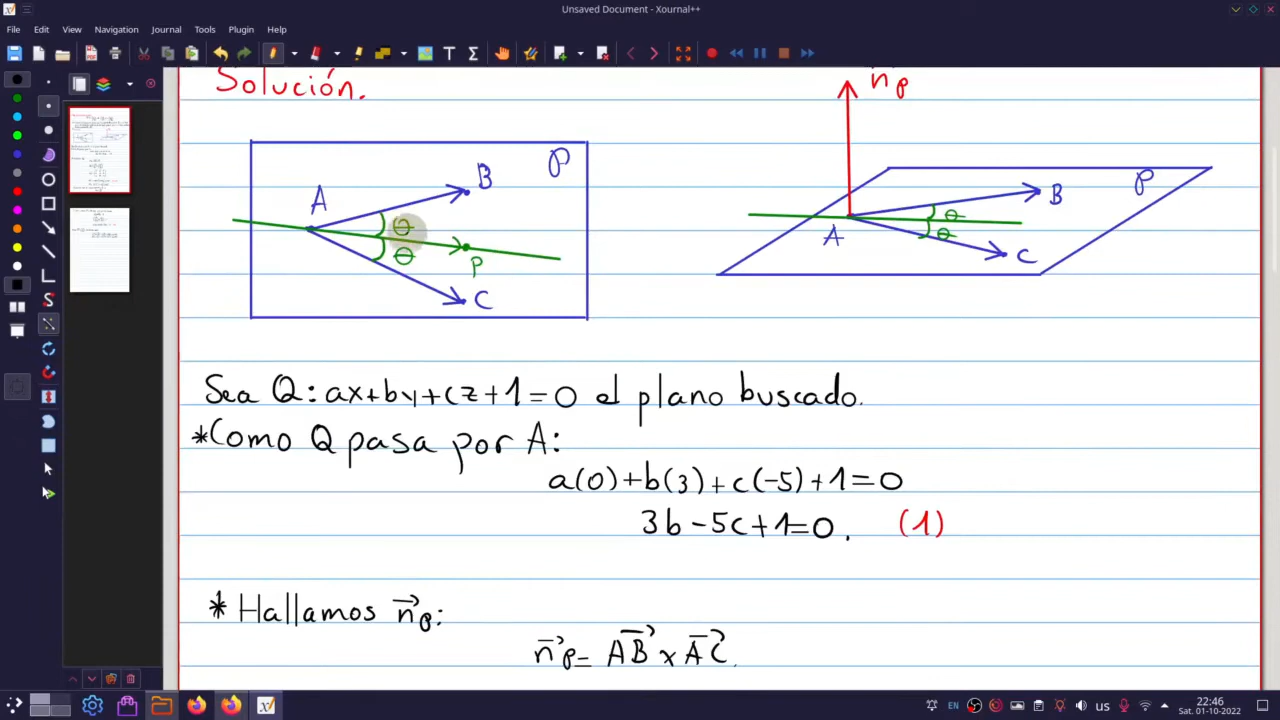 Unsaved Document - Xournal++
File Edit View Navigation Journal Tools Plugin Help
Solución.
n⃗ₚ
A B P
θ
θ
P
C
B P
θ
A θ
C
Sea Q: ax+by+cz+1=0 el plano buscado.
*Como Q pasa por A:
a(0)+b(3)+c(-5)+1=0
3b-5c+1=0. (1)
* Hallamos n⃗ₚ:
n⃗ₚ= AB⃗ x AC⃗.
EN us 22:46
Sat. 01-10-2022